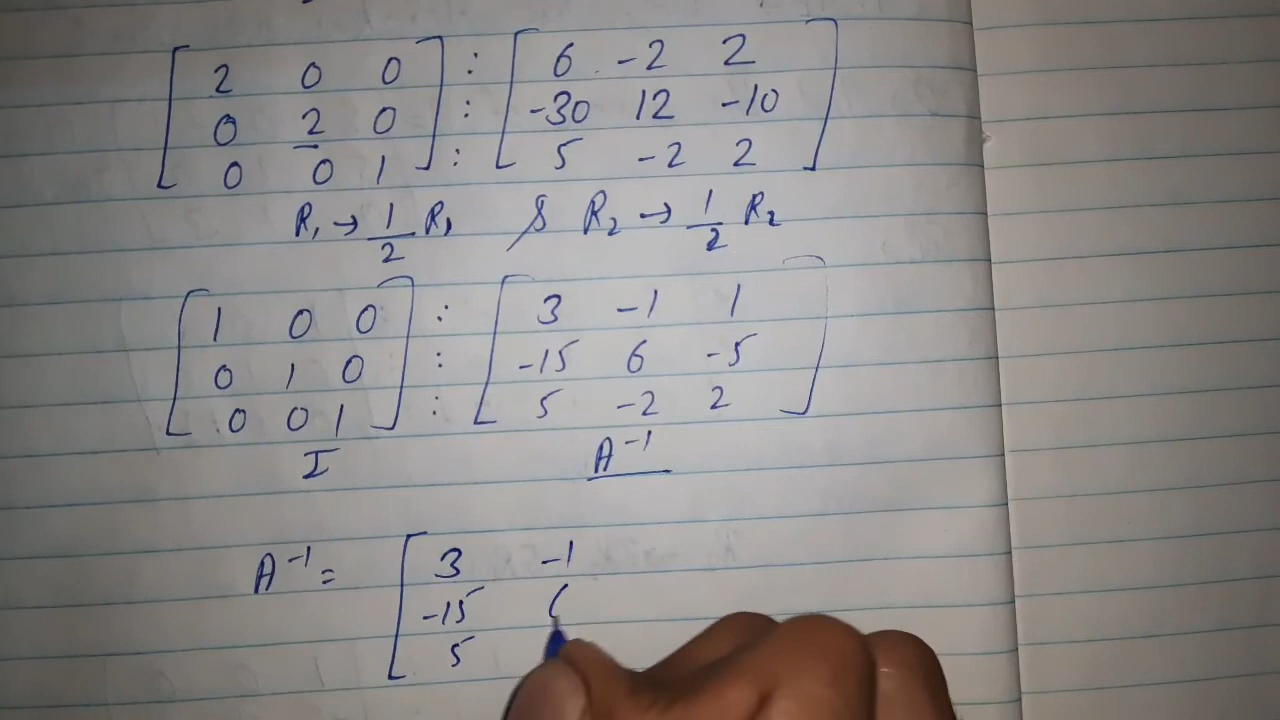 2 0 0 : 6 -2 2
0 2 0 : -30 12 -10
0 0 1 : 5 -2 2
R₁ → 1/2 R₁ & R₂ → 1/2 R₂
1 0 0 : 3 -1 1
0 1 0 : -15 6 -5
0 0 1 : 5 -2 2
I A⁻¹
A⁻¹ = 3 -1
-15 (
5